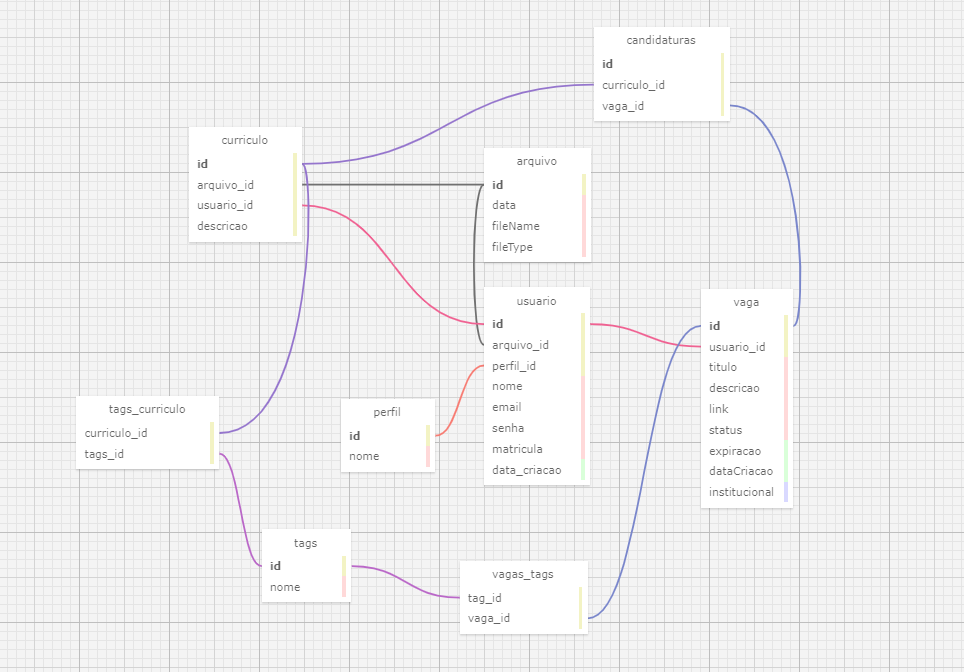 candidaturas
id
curriculo_id
vaga_id
curriculo
id
arquivo_id
usuario_id
descricao
arquivo
id
data
fileName
fileType
usuario
id
arquivo_id
perfil_id
nome
email
senha
matricula
data_criacao
vaga
id
usuario_id
titulo
descricao
link
status
expiracao
dataCriacao
institucional
tags_curriculo
curriculo_id
tags_id
perfil
id
nome
tags
id
nome
vagas_tags
tag_id
vaga_id